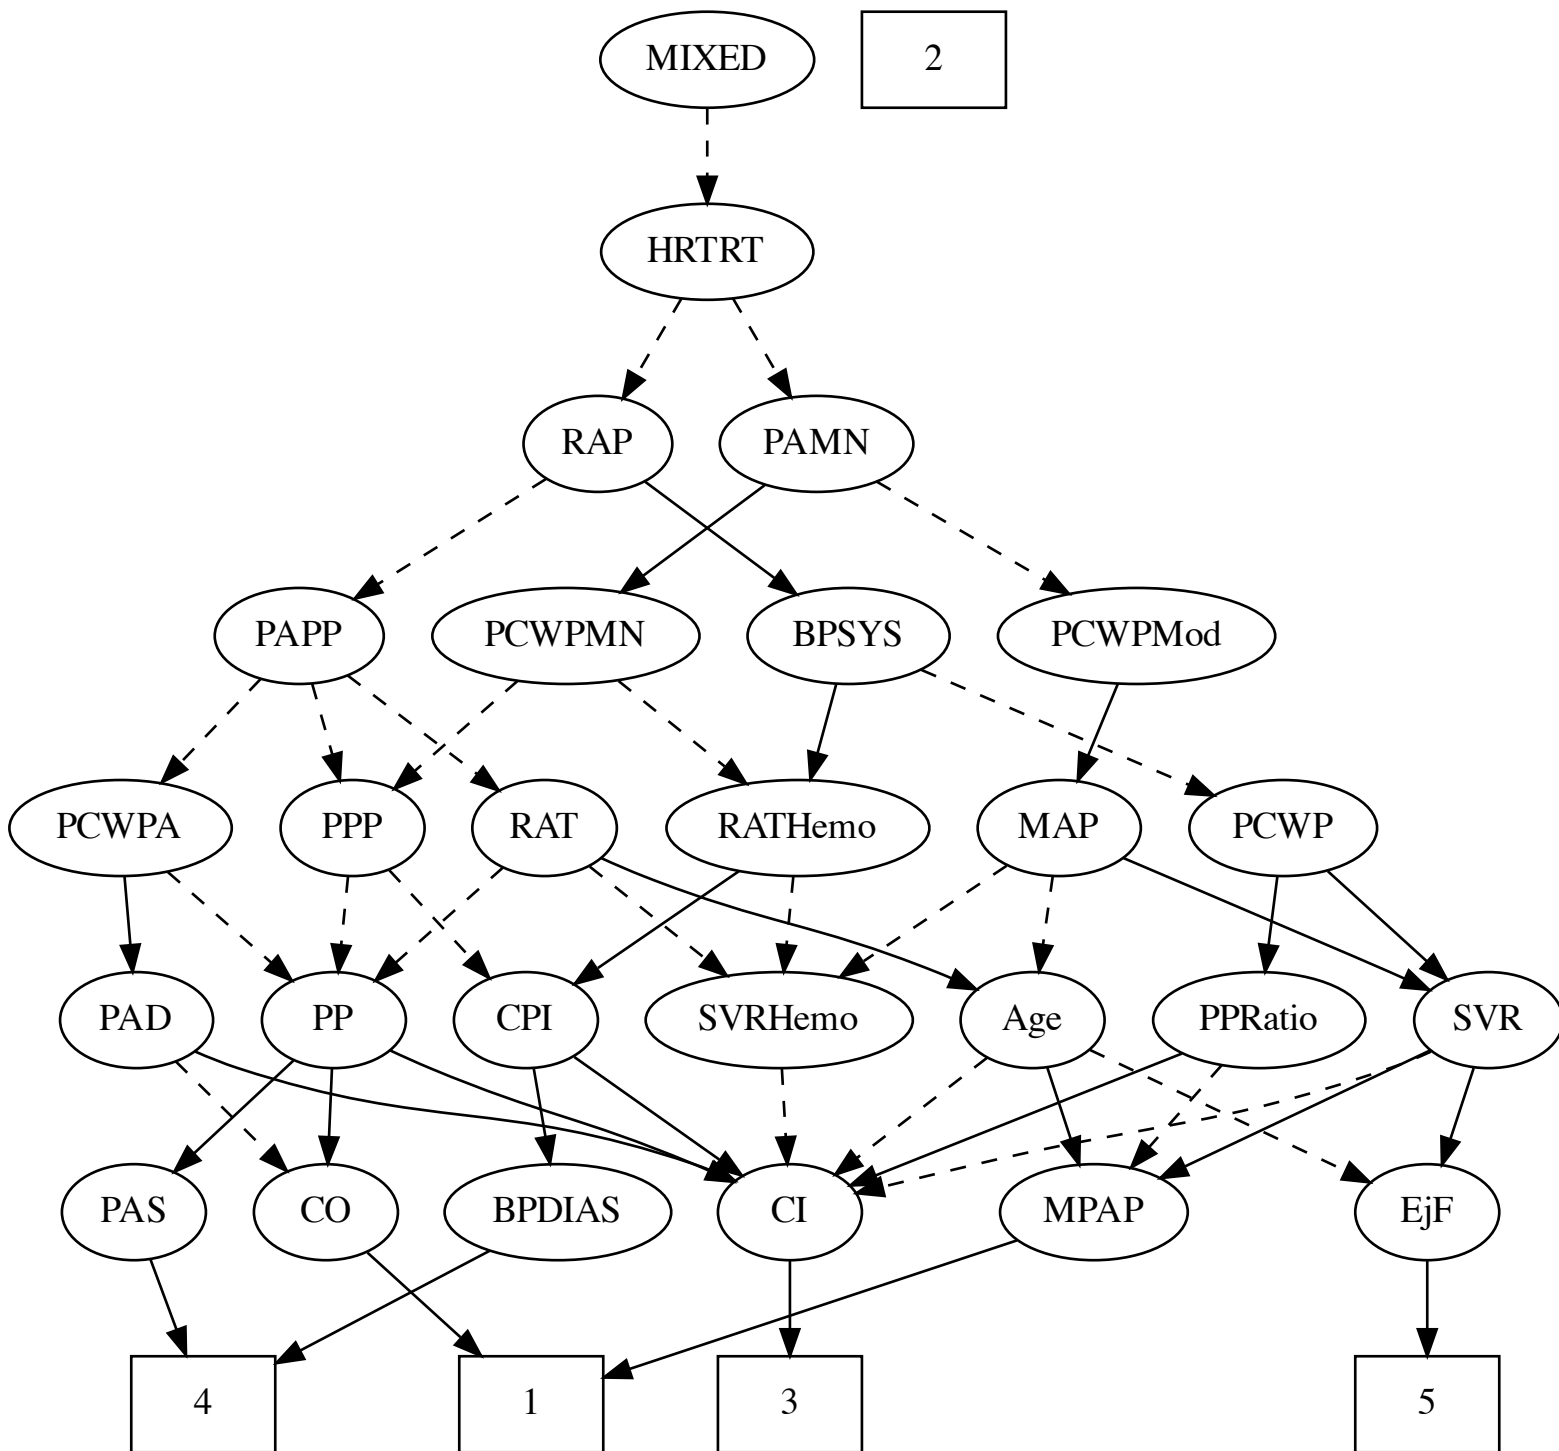 MIXED
2
HRTRT
RAP
PAMN
PAPP
PCWPMN
BPSYS
PCWPMod
PCWPA
PPP
RAT
RATHemo
MAP
PCWP
PAD
PP
CPI
SVRHemo
Age
PPRatio
SVR
PAS
CO
BPDIAS
CI
MPAP
EjF
4
1
3
5